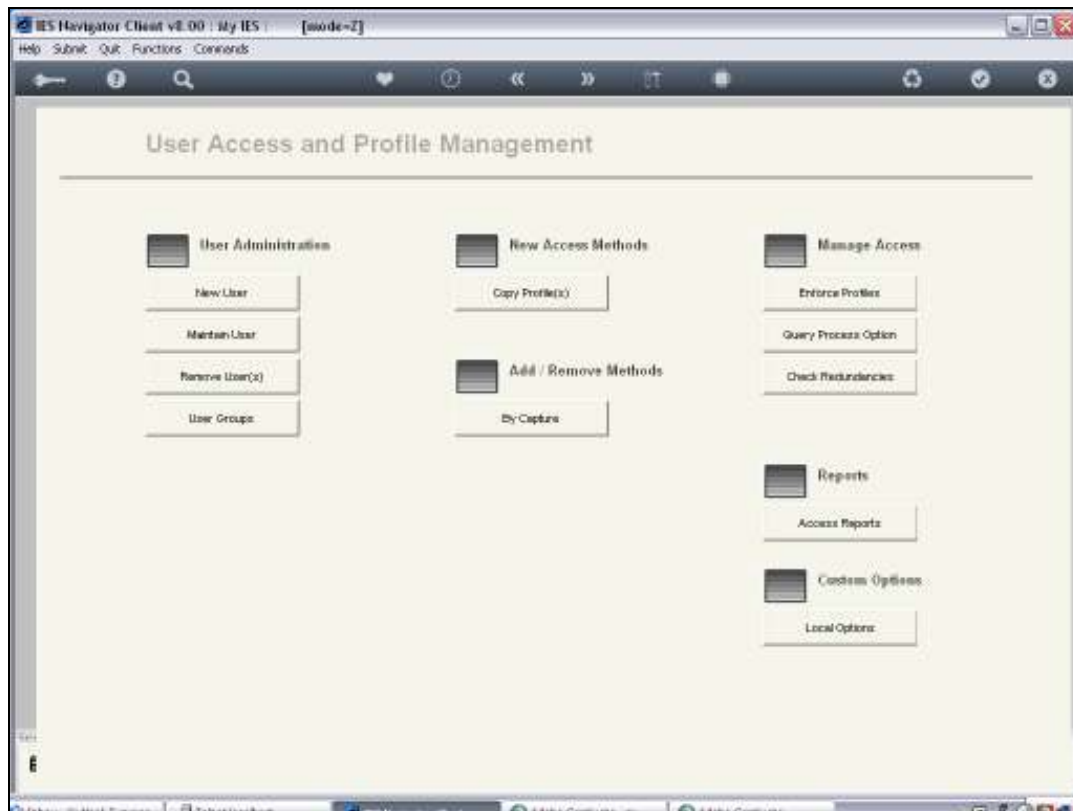 IES Navigator Client v8.00 : My IES : [mode=Z]
Help Submit Quit Functions Commands
User Access and Profile Management
User Administration
New User
Maintain User
Remove User(s)
User Groups
New Access Methods
Copy Profile(s)
Add / Remove Methods
By Capture
Manage Access
Enforce Profiles
Query Process Option
Check Redundancies
Reports
Access Reports
Custom Options
Local Options